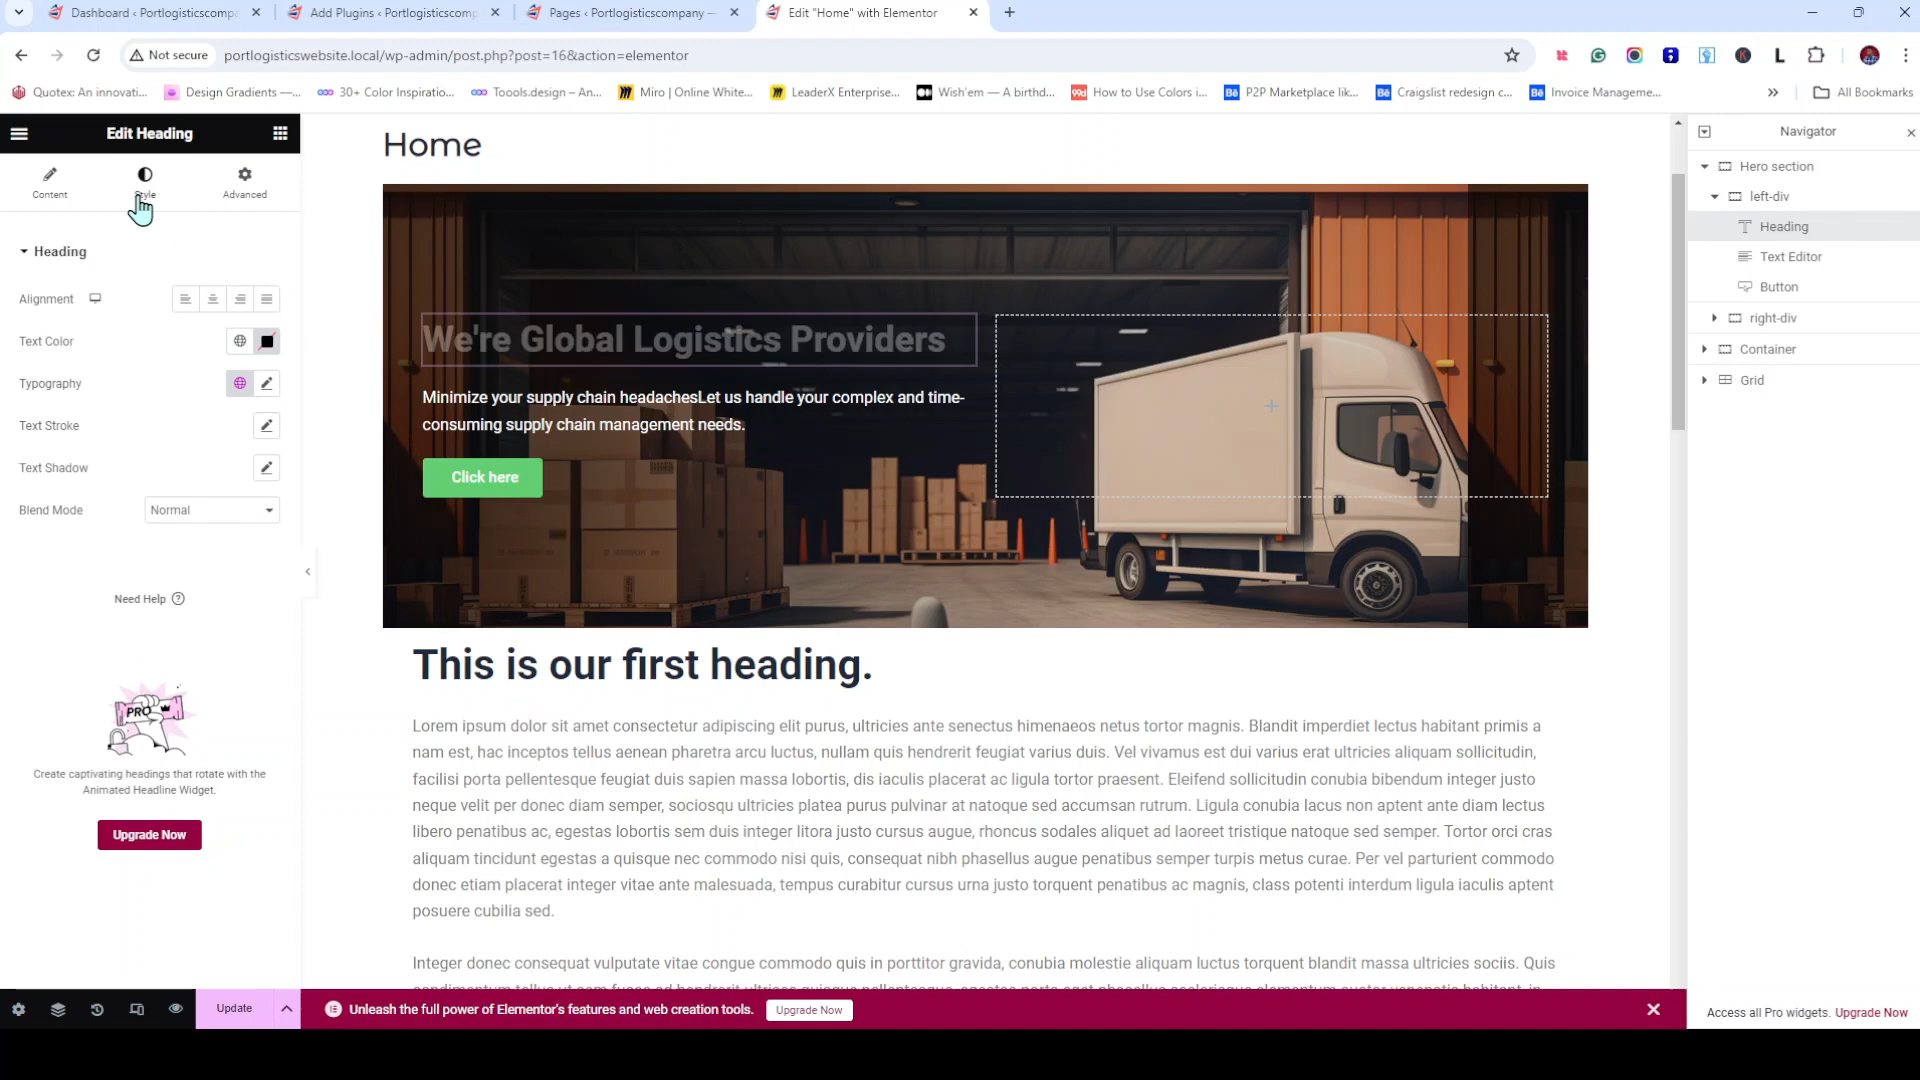 Dashboard ‹ Portlogisticscomp
Add Plugins ‹ Portlogisticscomp
Pages ‹ Portlogisticscompany —
Edit "Home" with Elementor
Not secure
portlogisticswebsite.local/wp-admin/post.php?post=16&action=elementor
Quotex: An innovati...
Design Gradients —...
30+ Color Inspiratio...
Toools.design – An...
Miro | Online White...
LeaderX Enterprise...
Wish'em — A birthd...
How to Use Colors i...
P2P Marketplace lik...
Craigslist redesign c...
Invoice Manageme...
All Bookmarks
Edit Heading
Content
Style
Advanced
Heading
Alignment
Text Color
Typography
Text Stroke
Text Shadow
Blend Mode
Normal
Need Help
PRO
Create captivating headings that rotate with the
Animated Headline Widget.
Upgrade Now
Update
Home
We're Global Logistics Providers
Minimize your supply chain headachesLet us handle your complex and time-
consuming supply chain management needs.
Click here
This is our first heading.
Lorem ipsum dolor sit amet consectetur adipiscing elit purus, ultricies ante senectus himenaeos netus tortor magnis. Blandit imperdiet lectus habitant primis a
nam est, hac inceptos tellus aenean pharetra arcu luctus, nullam quis hendrerit feugiat varius duis. Vel vivamus est dui varius erat ultricies aliquam sollicitudin,
facilisi porta pellentesque feugiat duis sapien massa lobortis, dis iaculis placerat ac ligula tortor praesent. Eleifend sollicitudin conubia bibendum integer justo
neque velit per donec diam semper, sociosqu ultricies platea purus pulvinar at natoque sed accumsan rutrum. Ligula conubia lacus non aptent ante diam lectus
libero penatibus ac, egestas lobortis sem duis integer litora justo cursus augue, rhoncus sodales aliquet ad laoreet tristique natoque sed semper. Tortor orci cras
aliquam tincidunt egestas a quisque nec commodo nisi quis, consequat nibh phasellus augue penatibus semper turpis metus curae. Per vel parturient commodo
donec etiam placerat integer vitae ante malesuada, tempus curabitur cursus urna justo torquent penatibus ac magnis, class potenti interdum ligula iaculis aptent
posuere cubilia sed.
Integer donec consequat vulputate vitae congue commodo quis in porttitor gravida, conubia molestie aliquam luctus torquent blandit massa ultricies sociis. Quis
Unleash the full power of Elementor's features and web creation tools.
Upgrade Now
Navigator
Hero section
left-div
Heading
Text Editor
Button
right-div
Container
Grid
Access all Pro widgets. Upgrade Now